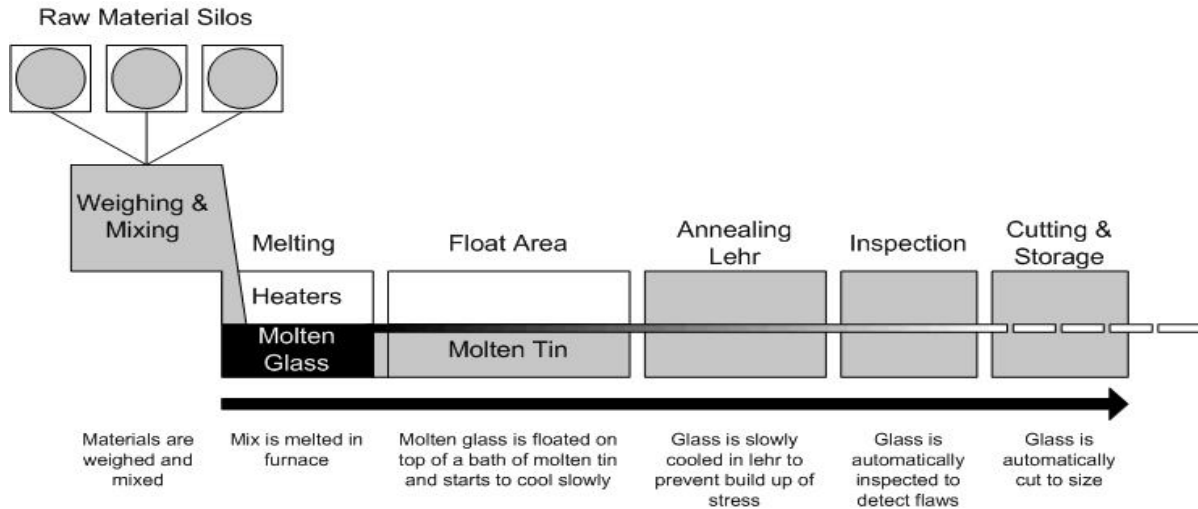 Raw Material Silos
Weighing &
Mixing
Melting
Float Area
Annealing
Lehr
Inspection
Cutting &
Storage
Heaters
Molten
Glass
Molten Tin
Materials are
weighed and
mixed
Mix is melted in
furnace
Molten glass is floated on
top of a bath of molten tin
and starts to cool slowly
Glass is slowly
cooled in lehr to
prevent build up of
stress
Glass is
automatically
inspected to
detect flaws
Glass is
automatically
cut to size